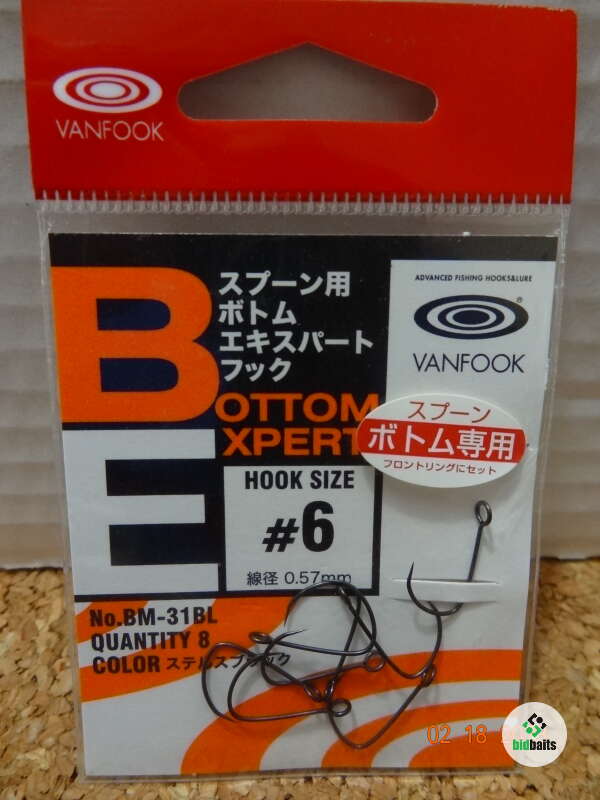 VANFOOK
ADVANCED FISHING HOOKS&LURE
VANFOOK
スプーン用
ボトム
エキスパート
フック
BOTTOM
EXPERT
スプーン
ボトム専用
フロントリングにセット
HOOK SIZE
#6
線径 0.57mm
No.BM-31BL
QUANTITY 8
COLOR ステルスブラック
02 18
bidbaits